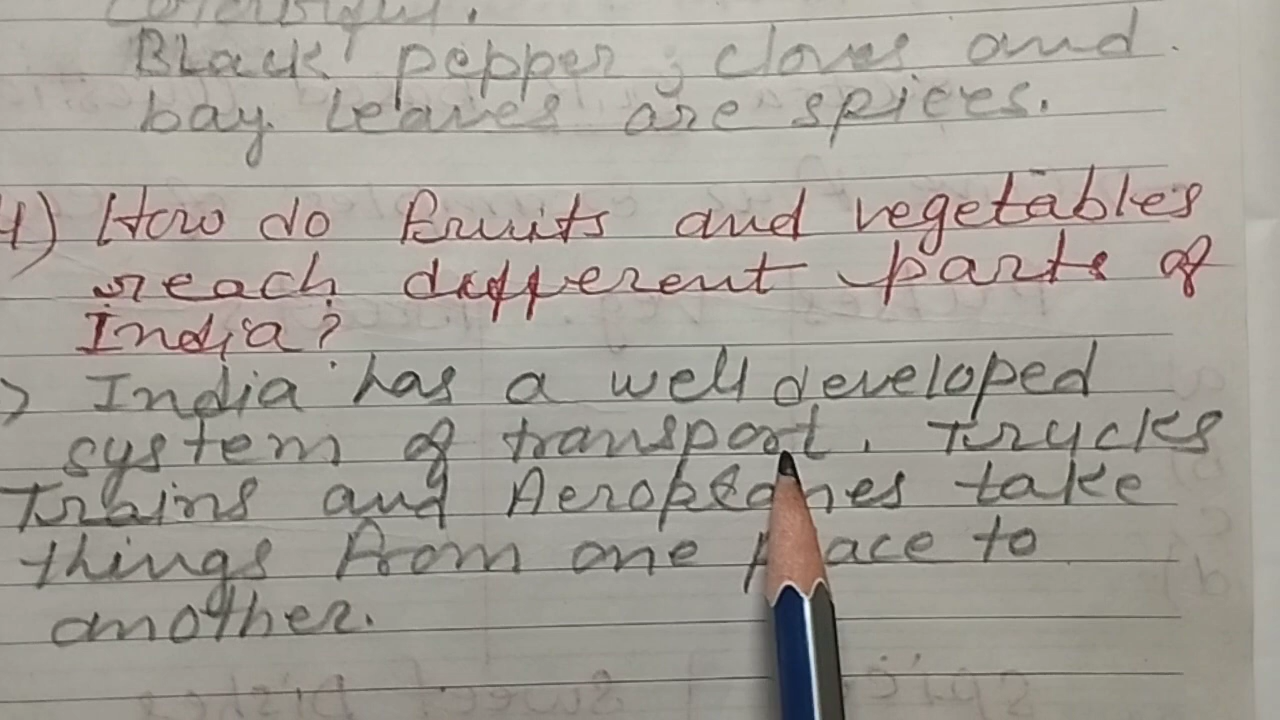 Black pepper, cloves and
bay leaves are spices.
4) How do fruits and vegetables
reach different parts of
India?
> India has a well developed
system of transport. Trucks
Trains and Aeroplanes take
things from one place to
another.